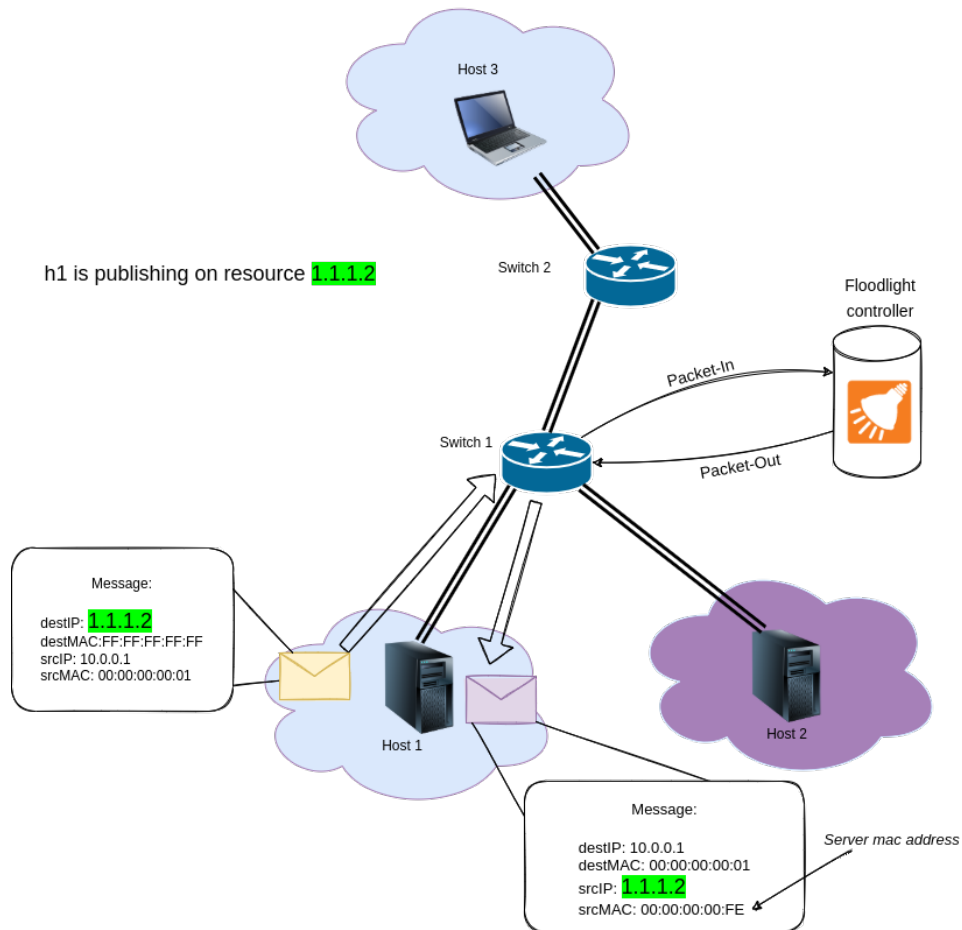 Host 3
Switch 2
h1 is publishing on resource 1.1.1.2
Floodlight
controller
Packet-In
Switch 1
Packet-Out
Message:
destIP: 1.1.1.2
destMAC:FF:FF:FF:FF:FF
srcIP: 10.0.0.1
srcMAC: 00:00:00:00:01
Host 1
Host 2
Message:
destIP: 10.0.0.1
destMAC: 00:00:00:00:01
srcIP: 1.1.1.2
srcMAC: 00:00:00:00:FE
Server mac address